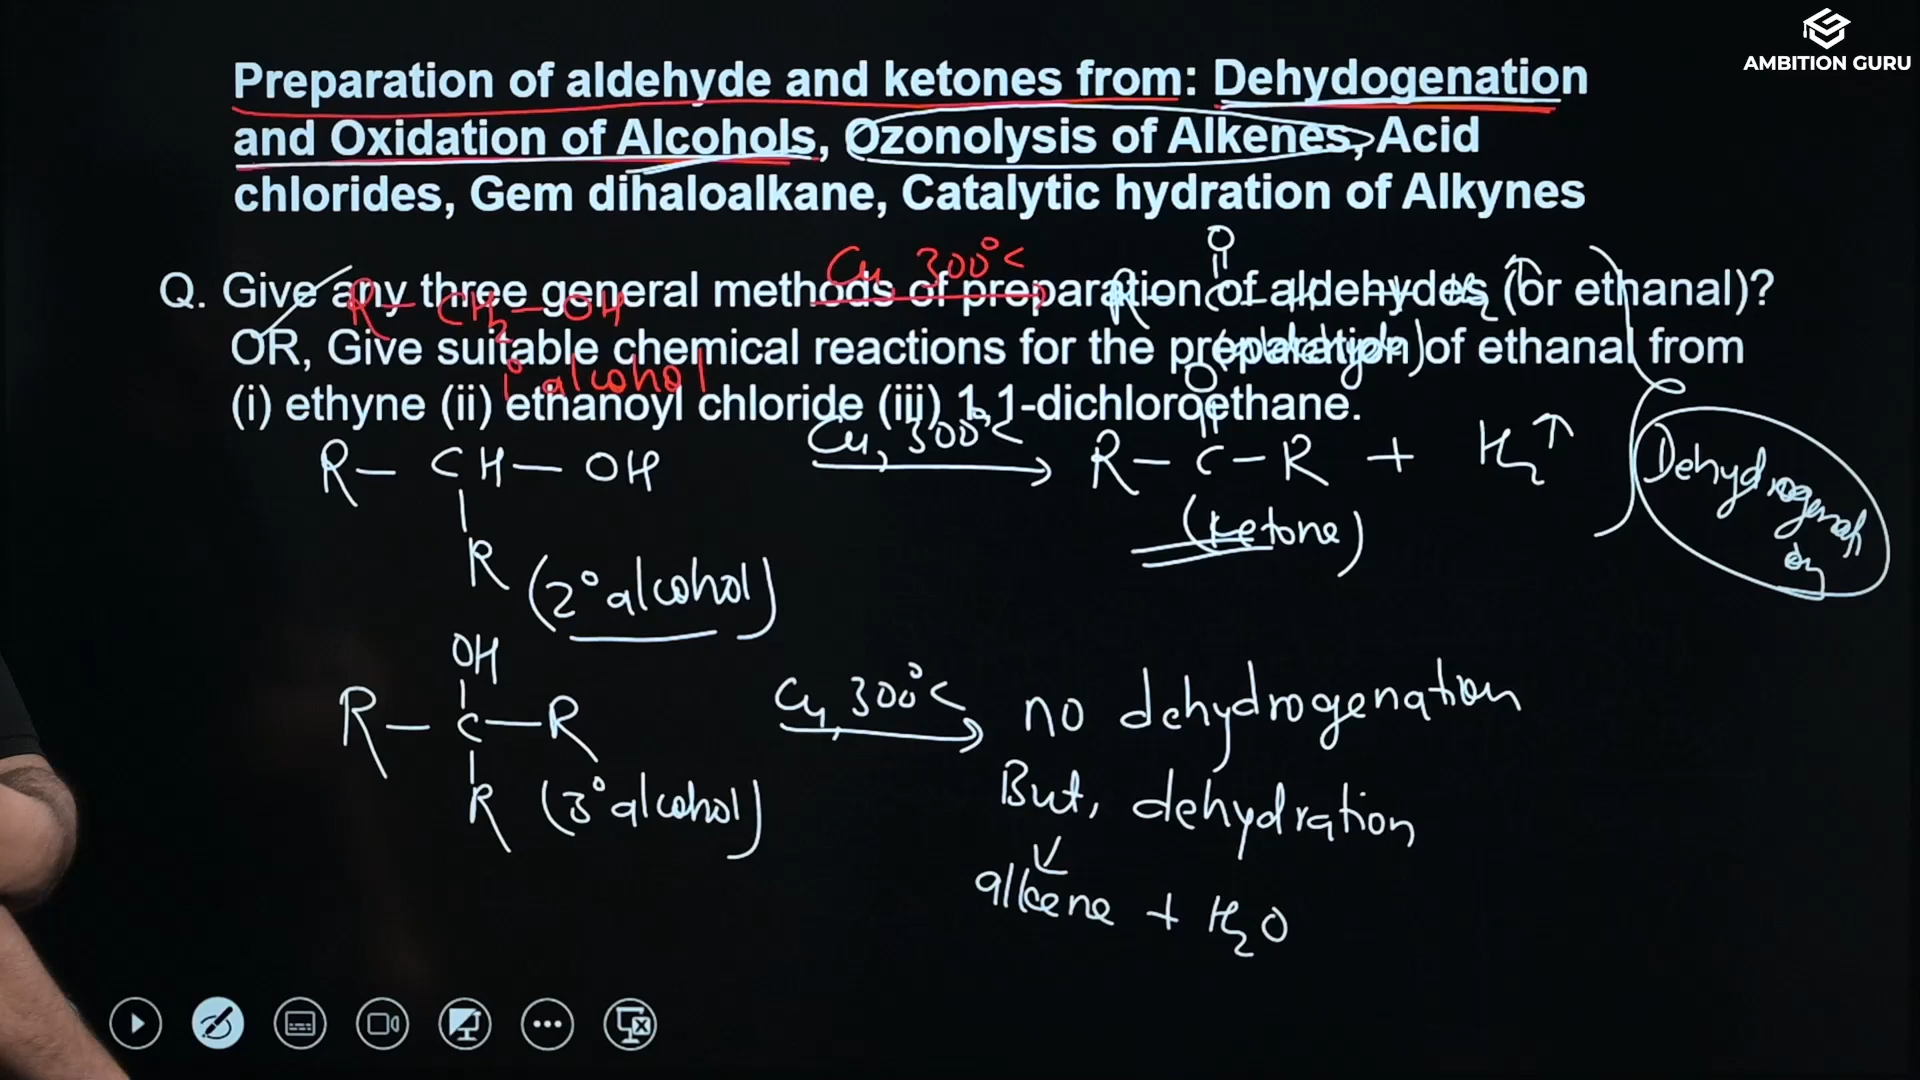 AMBITION GURU
Preparation of aldehyde and ketones from: Dehydogenation
and Oxidation of Alcohols, Ozonolysis of Alkenes, Acid
chlorides, Gem dihaloalkane, Catalytic hydration of Alkynes
Q. Give any three general methods of preparation of aldehydes (or ethanal)?
OR, Give suitable chemical reactions for the preparation of ethanal from
(i) ethyne (ii) ethanoyl chloride (iii) 1,1-dichloroethane.
R-CH₂-OH
Cu, 300°C
O
R-C-H + H₂↑
1° alcohol
O
R-CH-OH
Cu, 300°C
R-C-R + H₂↑
R
(2° alcohol)
(ketone)
Dehydrogenation
OH
R-C-R
Cu, 300°C
no dehydrogenation
R
(3° alcohol)
But, dehydration
alkene + H₂O